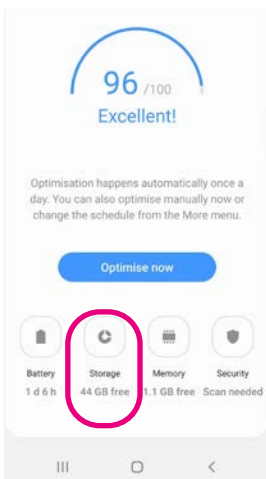 96 /100
Excellent!
Optimisation happens automatically once a
day. You can also optimise manually now or
change the schedule from the More menu.
Optimise now
Battery Storage Memory Security
1 d 6 h 44 GB free 1.1 GB free Scan needed